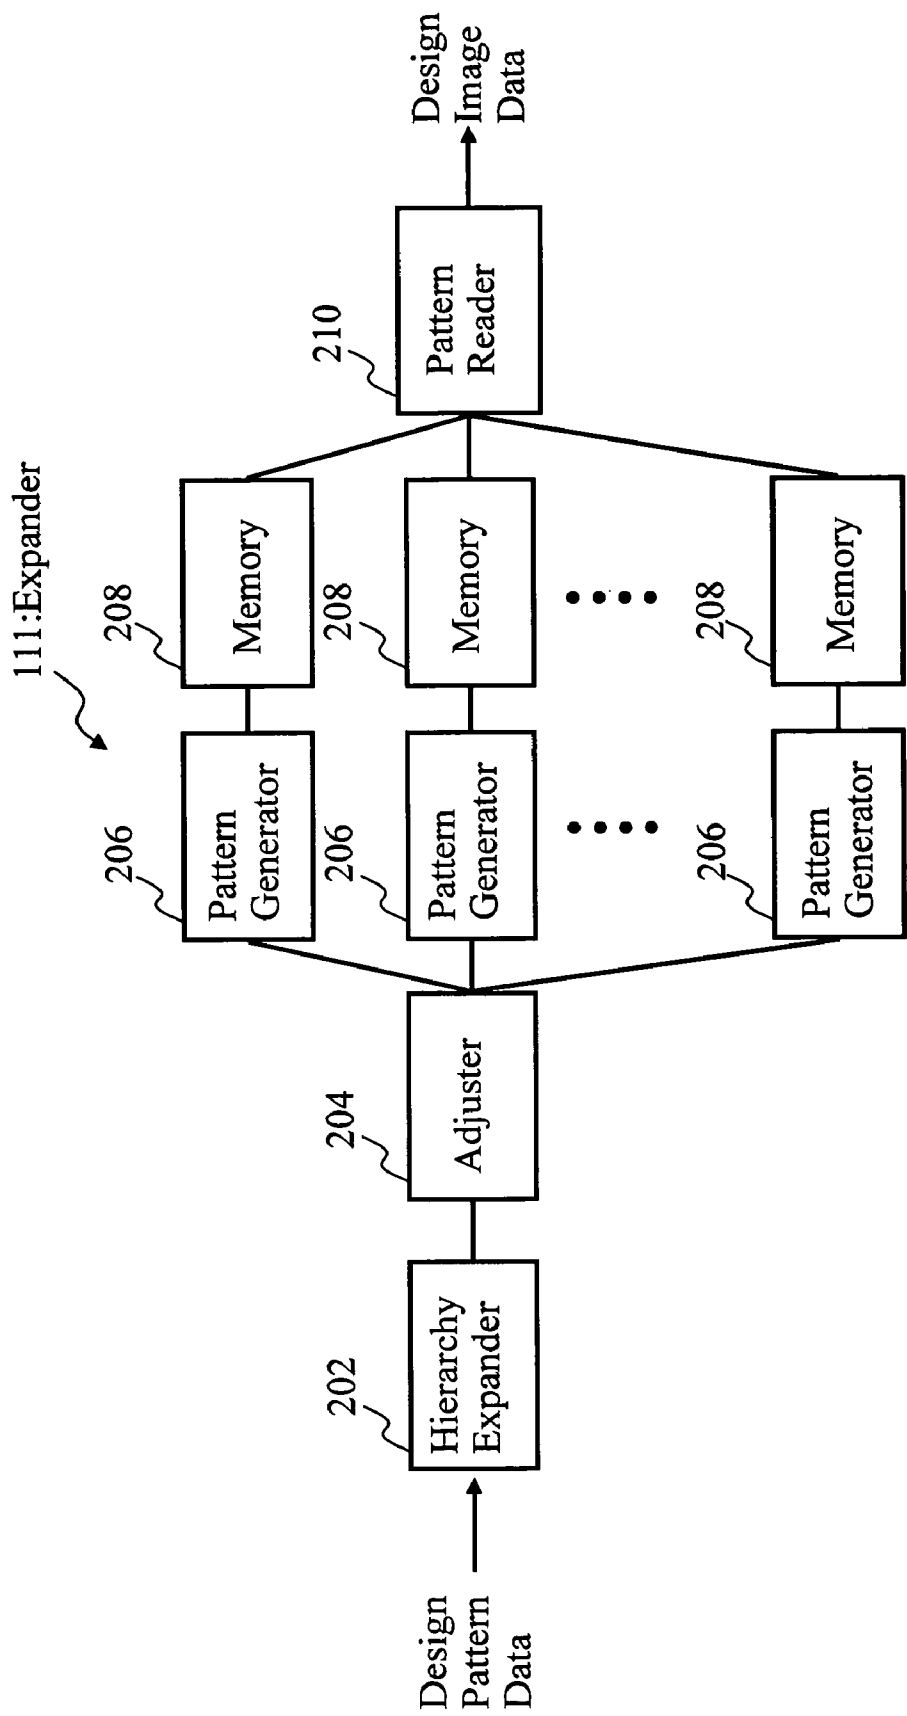 111:Expander
Design
Pattern
Data
202
Hierarchy
Expander
204
Adjuster
206
Pattern
Generator
208
Memory
206
Pattern
Generator
208
Memory
206
Pattern
Generator
208
Memory
210
Pattern
Reader
Design
Image
Data